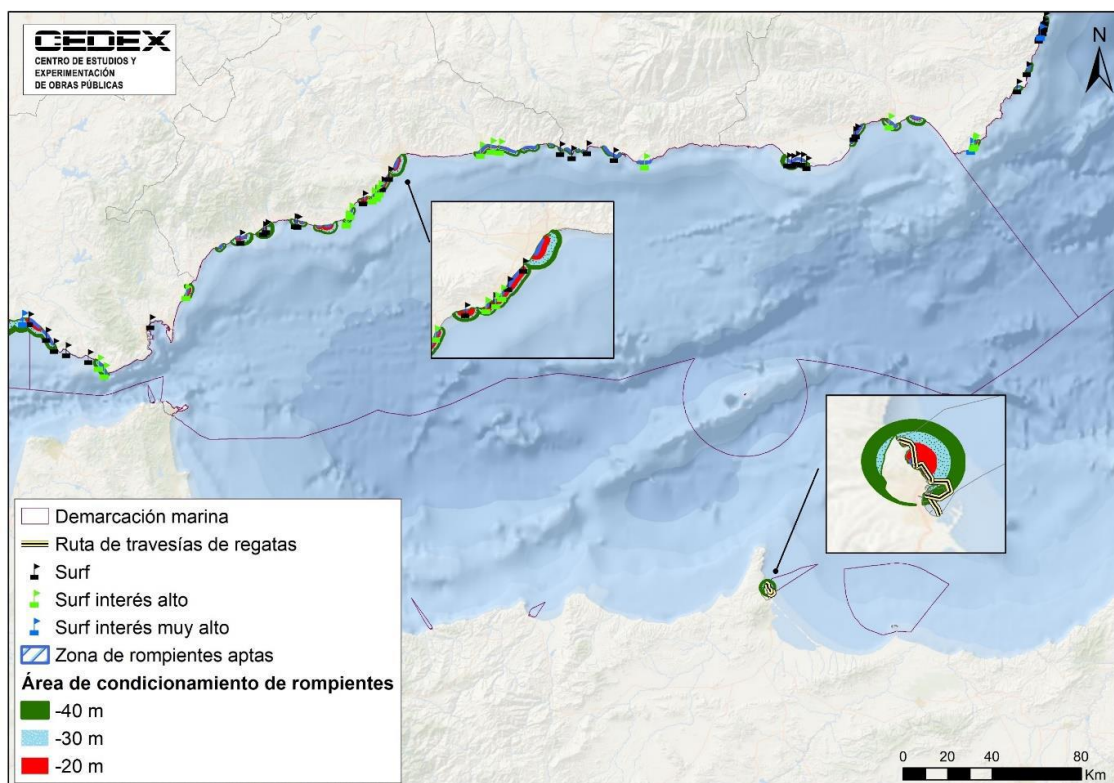 CEDEX
CENTRO DE ESTUDIOS Y
EXPERIMENTACIÓN
DE OBRAS PÚBLICAS
N
Demarcación marina
Ruta de travesías de regatas
Surf
Surf interés alto
Surf interés muy alto
Zona de rompientes aptas
Área de condicionamiento de rompientes
-40 m
-30 m
-20 m
0 20 40 60 80
Km